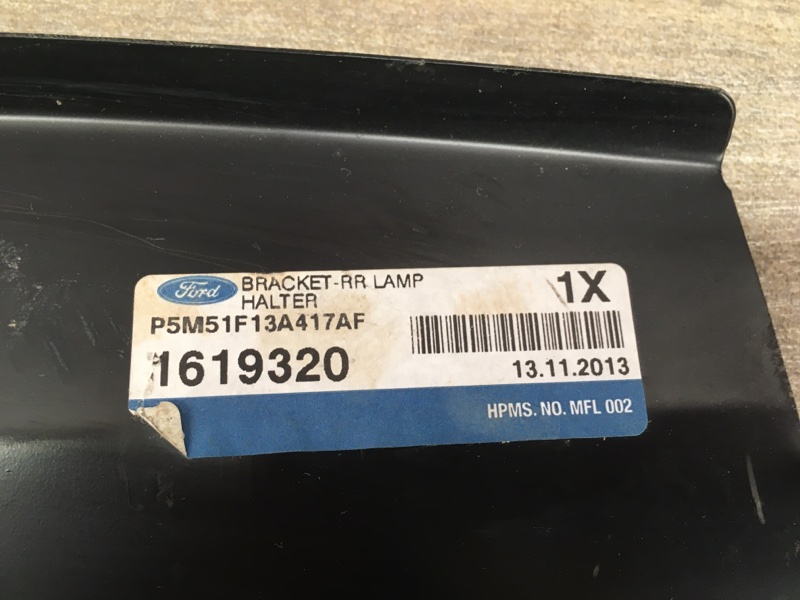 Ford
BRACKET-RR LAMP
HALTER
1X
P5M51F13A417AF
1619320
13.11.2013
HPMS. NO. MFL 002